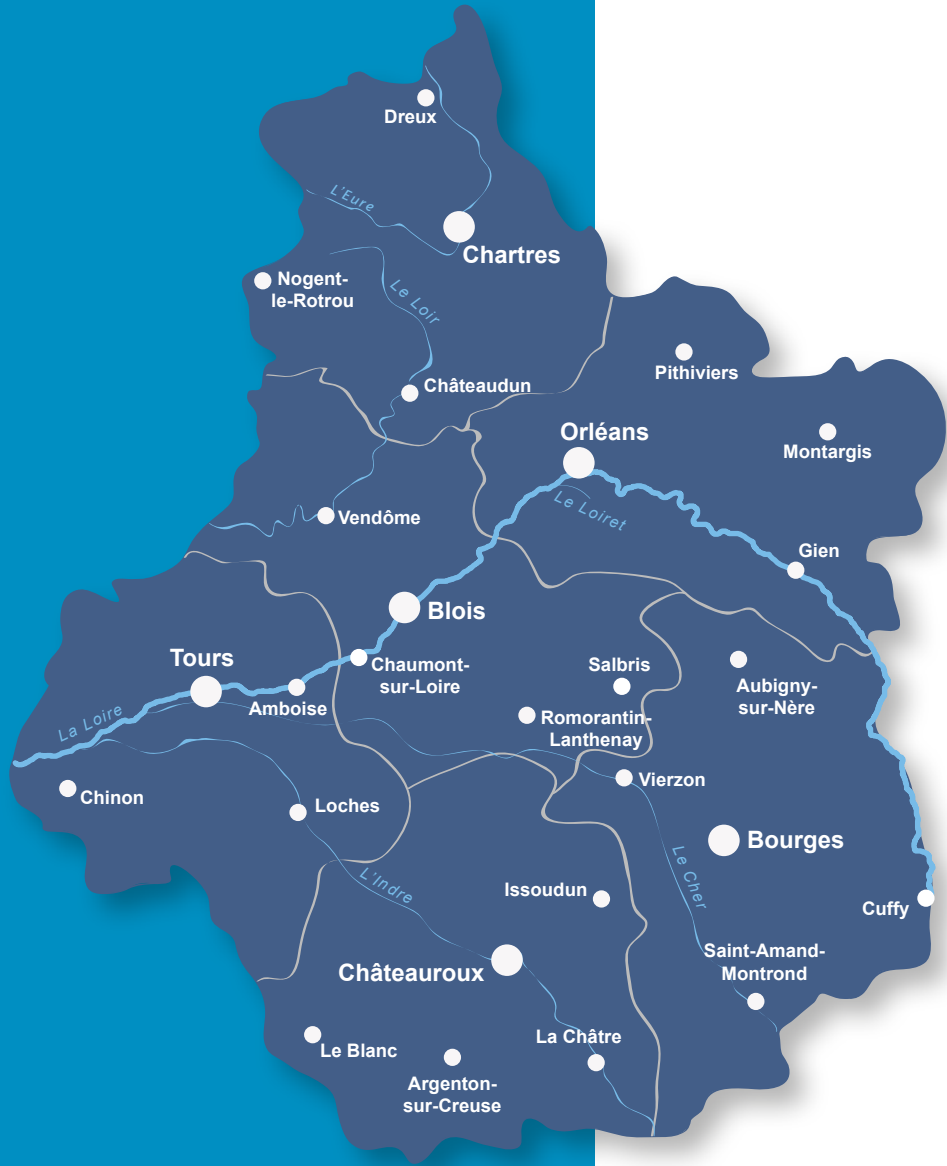 Dreux
L'Eure
Chartres
Nogent-
le-Rotrou
Le Loir
Pithiviers
Châteaudun
Orléans
Montargis
Le Loiret
Vendôme
Gien
Blois
Tours
Chaumont-
sur-Loire
Salbris
Aubigny-
sur-Nère
Amboise
La Loire
Romorantin-
Lanthenay
Vierzon
Chinon
Loches
Bourges
Le Cher
L'Indre
Issoudun
Cuffy
Saint-Amand-
Montrond
Châteauroux
La Châtre
Le Blanc
Argenton-
sur-Creuse